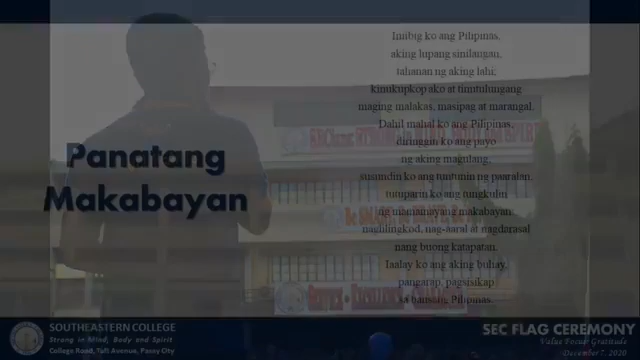 Panatang
Makabayan
Iniibig ko ang Pilipinas,
aking lupang sinilangan,
tahanan ng aking lahi;
kinukupkop ako at tinutulungang
maging malakas, masipag at marangal.
Dahil mahal ko ang Pilipinas,
diringgin ko ang payo
ng aking magulang,
susundin ko ang tuntunin ng paaralan,
tutuparin ko ang tungkulin
ng mamamayang makabayan:
naglilingkod, nag-aaral at nagdarasal
nang buong katapatan.
Iaalay ko ang aking buhay,
pangarap, pagsisikap
sa bansang Pilipinas.
SOUTHEASTERN COLLEGE
Strong in Mind, Body and Spirit
College Road, Taft Avenue, Pasay City
SEC FLAG CEREMONY
Value Focus: Gratitude
December 7, 2020